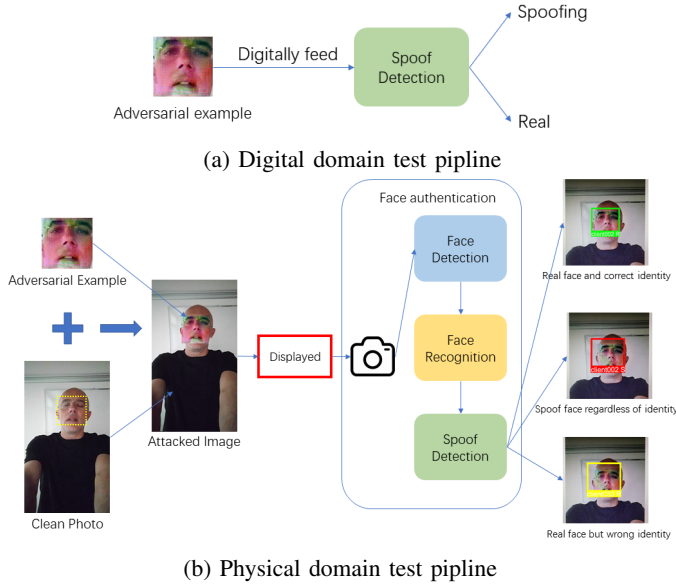 Spoofing
Digitally feed
Spoof
Detection
Adversarial example
Real
(a) Digital domain test pipline
Face authentication
Face
Detection
Adversarial Example
Real face and correct identity
Displayed
Face
Recognition
Spoof face regardless of identity
Attacked Image
Spoof
Detection
Clean Photo
Real face but wrong identity
client002 R
client002 S
(b) Physical domain test pipline